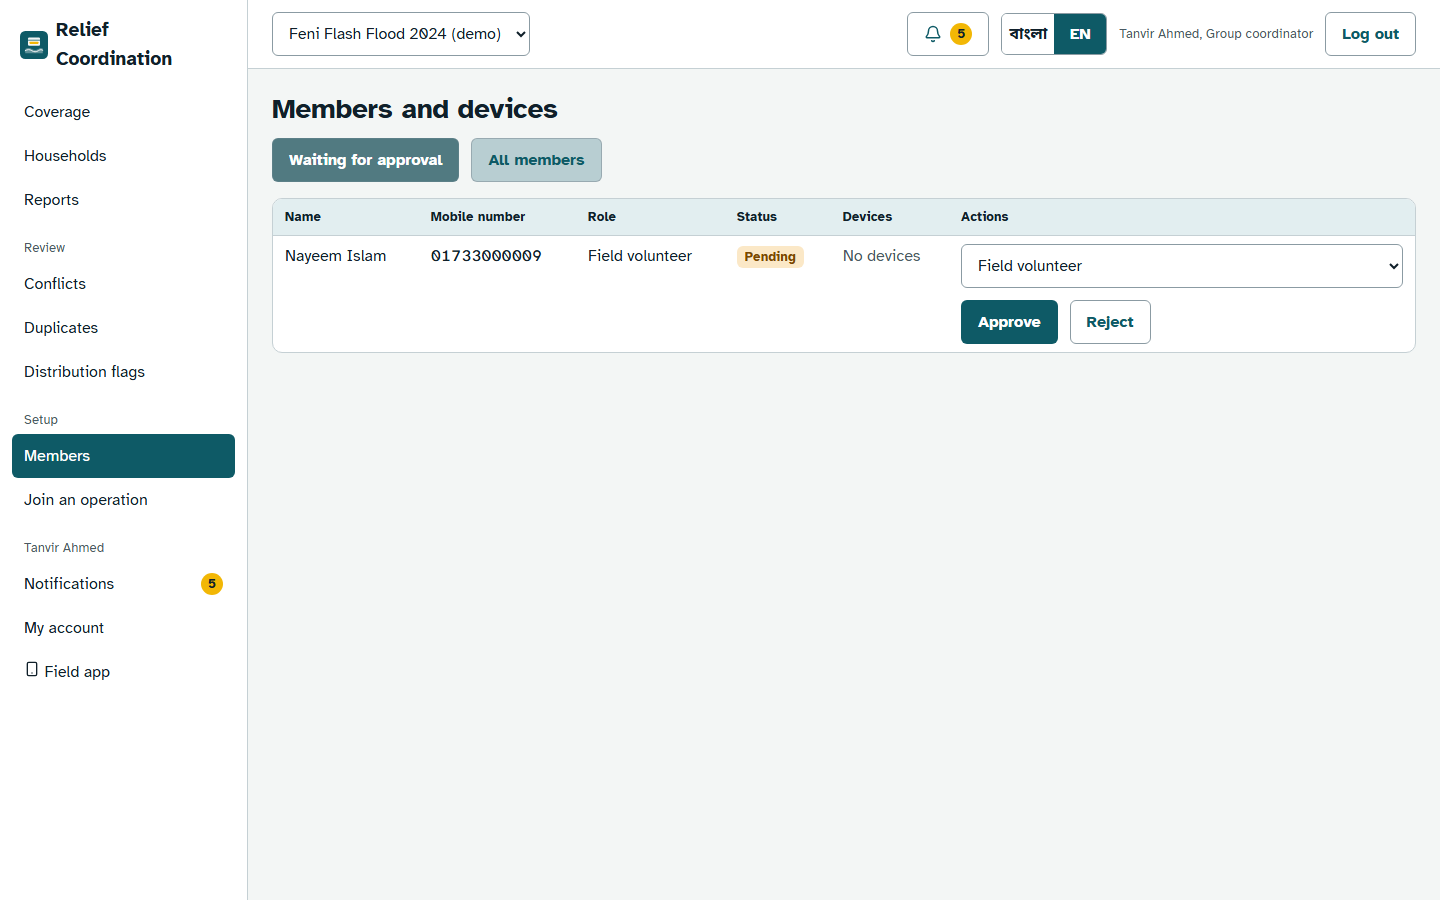 Relief
Coordination
Coverage
Households
Reports
Review
Conflicts
Duplicates
Distribution flags
Setup
Members
Join an operation
Tanvir Ahmed
Notifications 5
My account
Field app
Feni Flash Flood 2024 (demo)
5
বাংলা EN
Tanvir Ahmed, Group coordinator
Log out
Members and devices
Waiting for approval All members
Name Mobile number Role Status Devices Actions
Nayeem Islam 01733000009 Field volunteer Pending No devices Field volunteer
Approve Reject